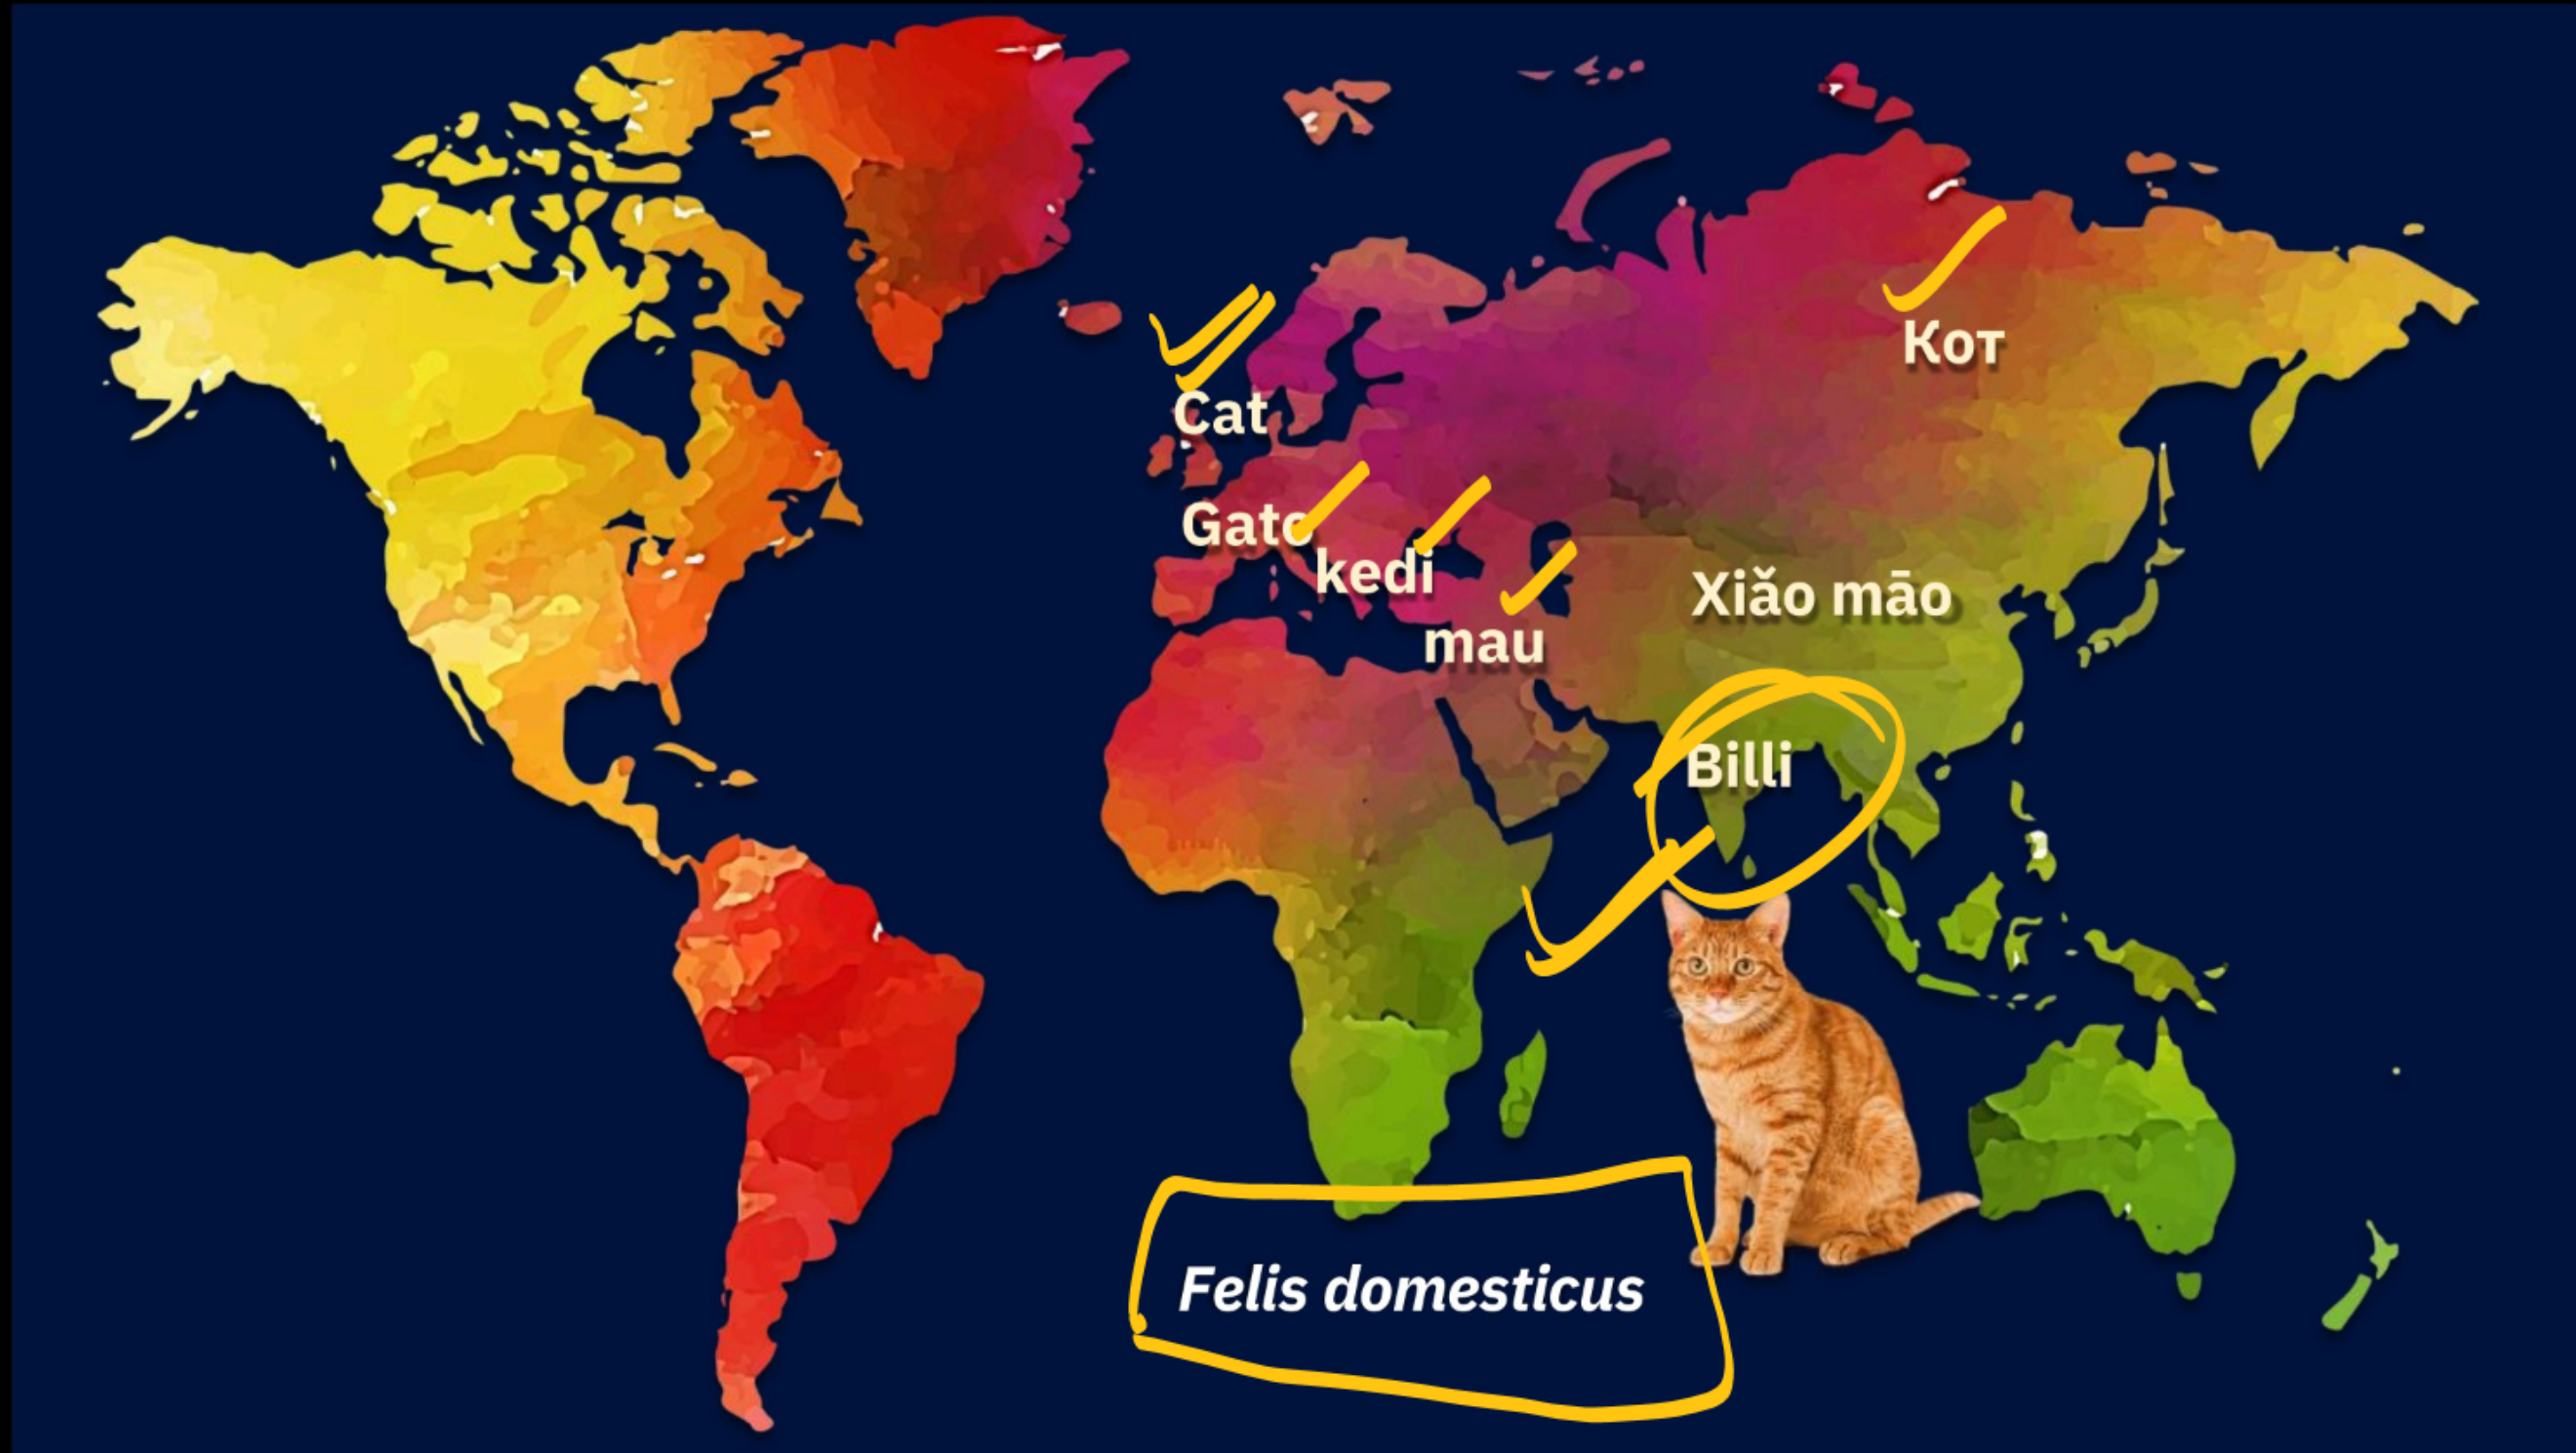 Кот
Cat
Gato
kedi
Xiǎo māo
mau
Billi
Felis domesticus